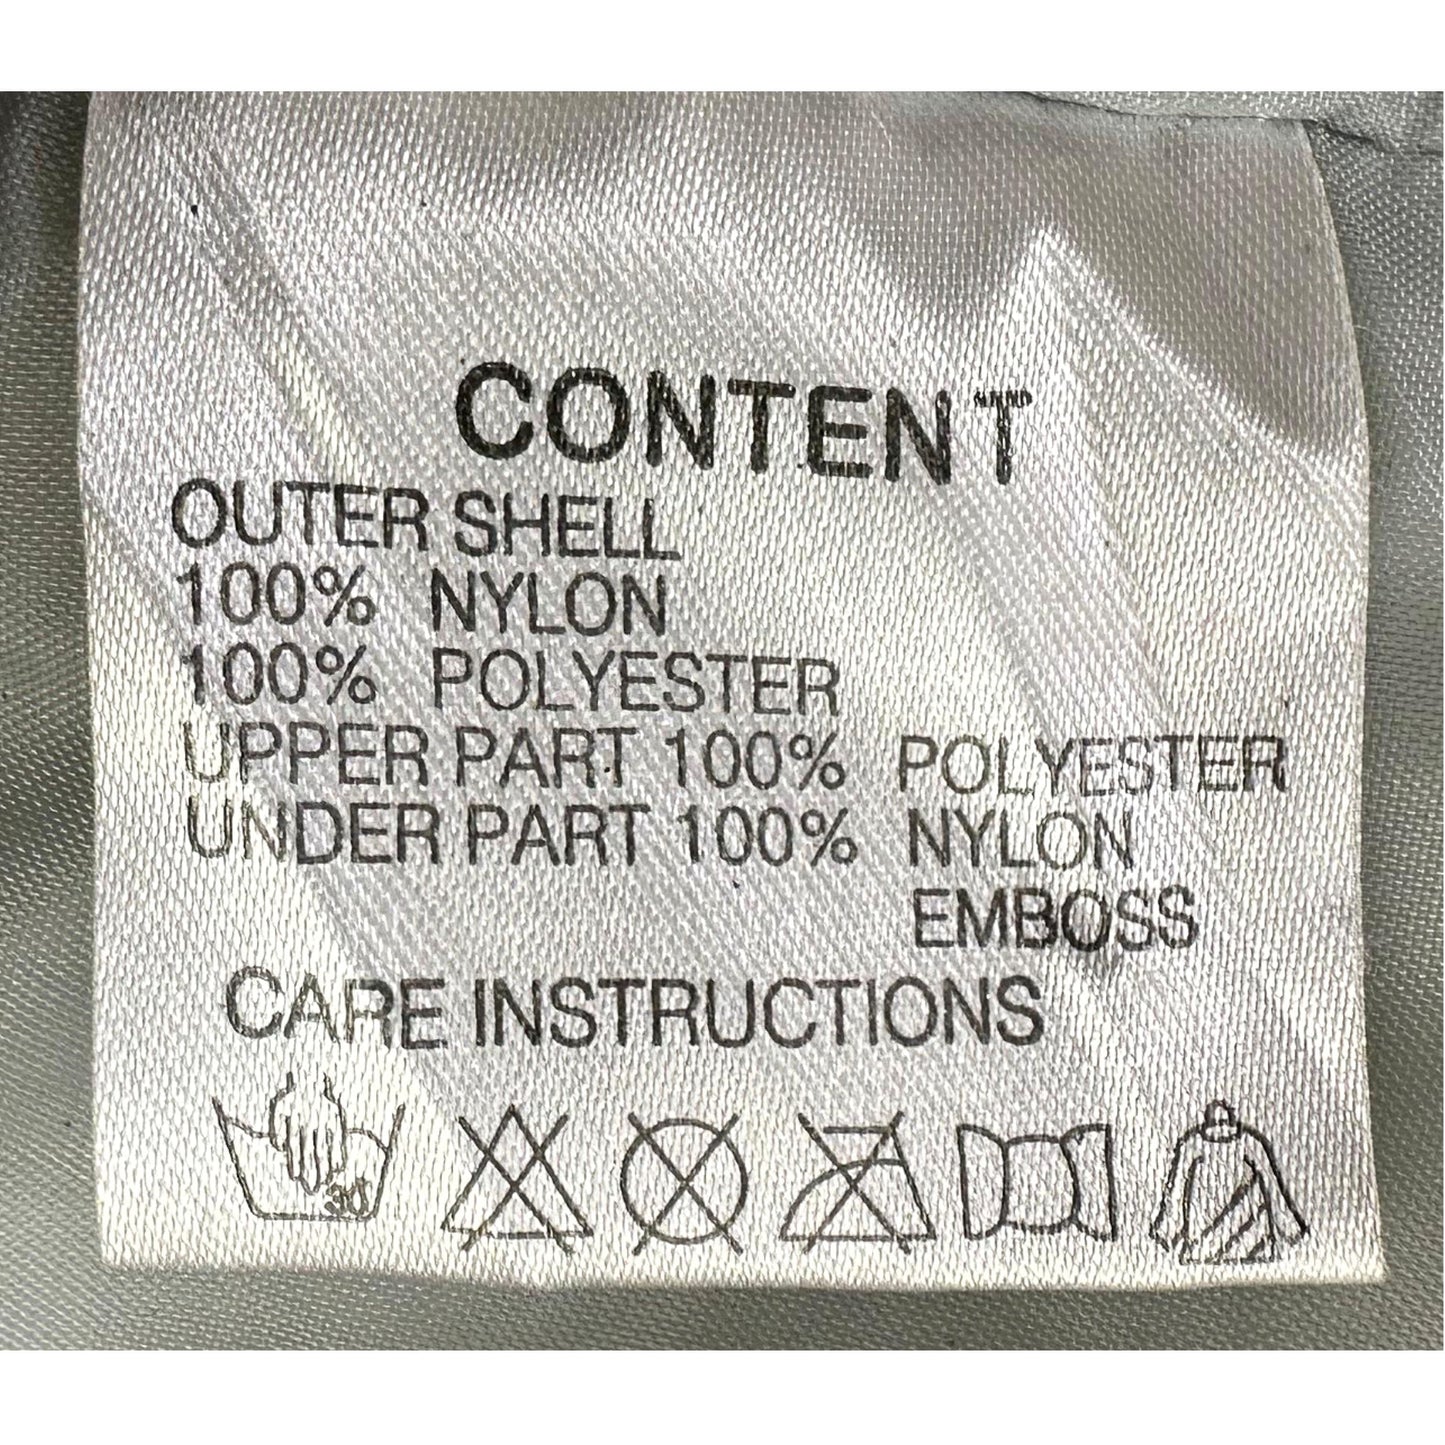 CONTENT
OUTER SHELL
100% NYLON
100% POLYESTER
UPPER PART 100% POLYESTER
UNDER PART 100% NYLON
EMBOSS
CARE INSTRUCTIONS
30°